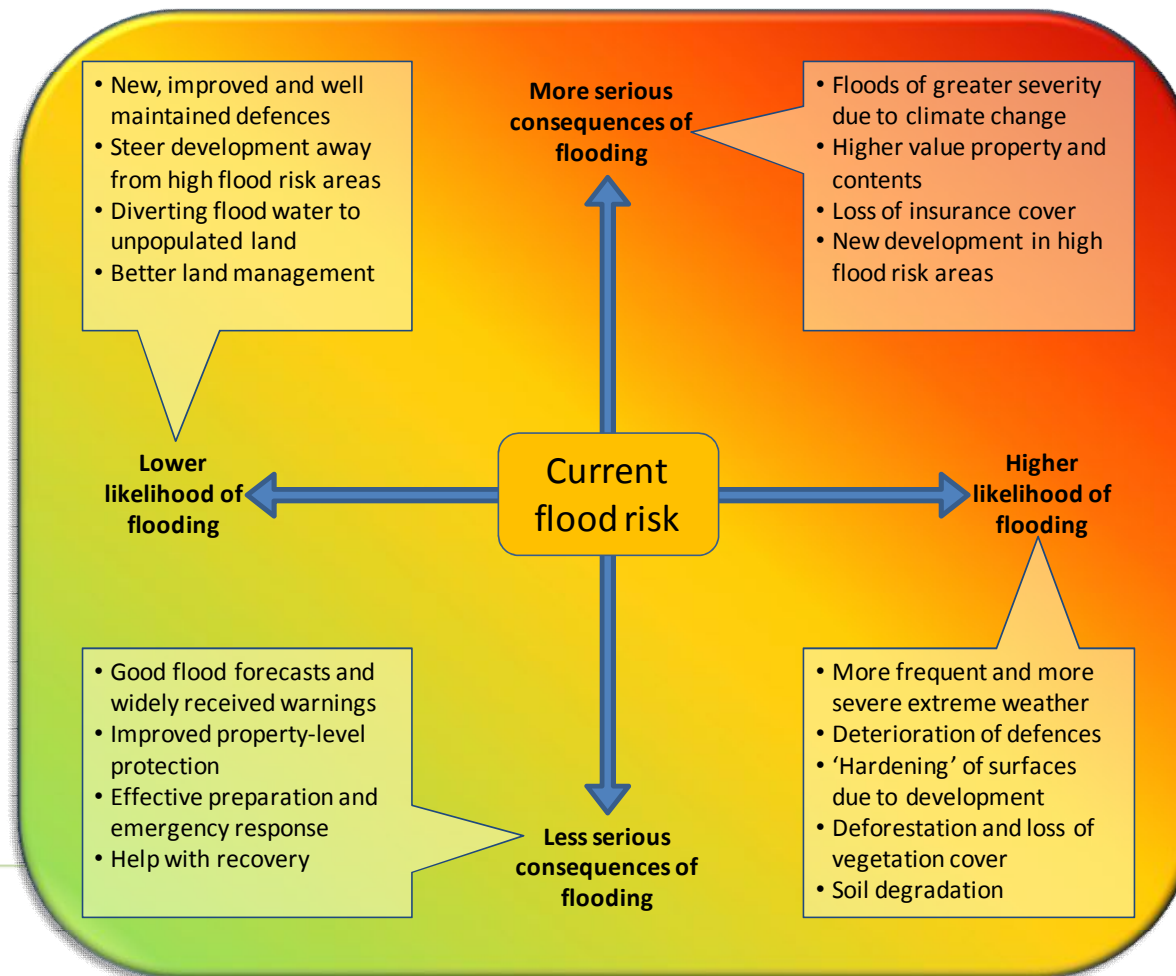 • New, improved and well
maintained defences
• Steer development away
from high flood risk areas
• Diverting flood water to
unpopulated land
• Better land management
More serious
consequences of
flooding
• Floods of greater severity
due to climate change
• Higher value property and
contents
• Loss of insurance cover
• New development in high
flood risk areas
Lower
likelihood of
flooding
Current
flood risk
Higher
likelihood of
flooding
• Good flood forecasts and
widely received warnings
• Improved property-level
protection
• Effective preparation and
emergency response
• Help with recovery
Less serious
consequences of
flooding
• More frequent and more
severe extreme weather
• Deterioration of defences
• ‘Hardening’ of surfaces
due to development
• Deforestation and loss of
vegetation cover
• Soil degradation